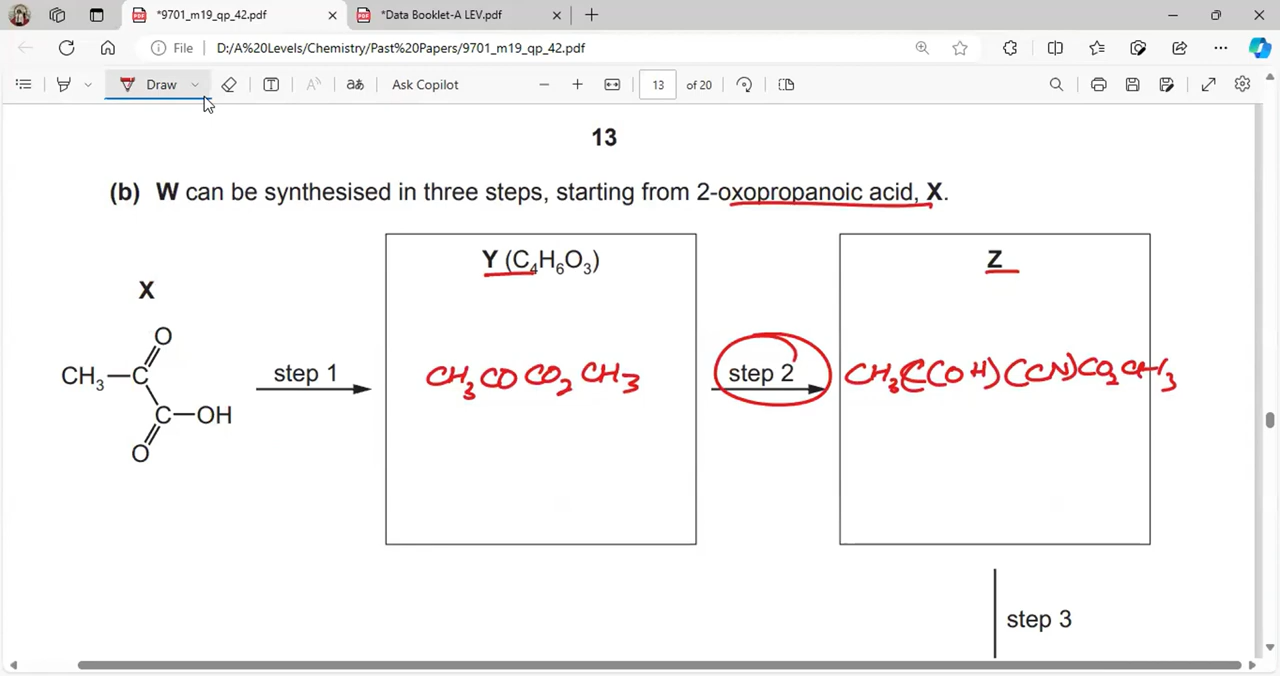 *9701_m19_qp_42.pdf
*Data Booklet-A LEV.pdf
File
D:/A%20Levels/Chemistry/Past%20Papers/9701_m19_qp_42.pdf
Draw
aあ
Ask Copilot
13
of 20
13
(b) W can be synthesised in three steps, starting from 2-oxopropanoic acid, X.
Y (C₄H₆O₃)
Z
X
O
CH₃
C
step 1
CH₃COCO₂CH₃
step 2
CH₃C(OH)(CN)CO₂CH₃
C
OH
O
step 3